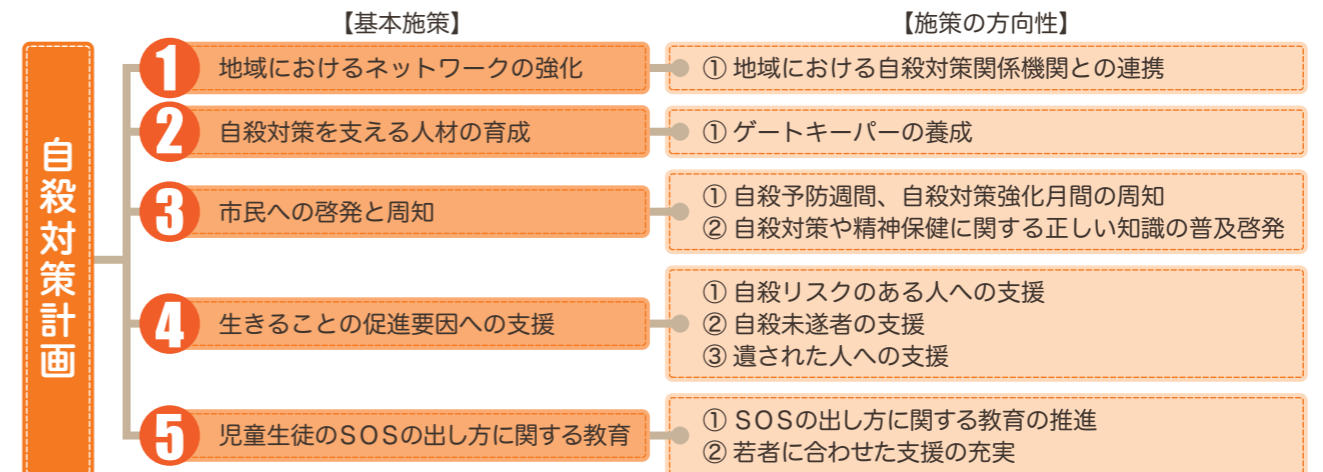 【基本施策】
【施策の方向性】
自殺対策計画
1 地域におけるネットワークの強化
① 地域における自殺対策関係機関との連携
2 自殺対策を支える人材の育成
① ゲートキーパーの養成
3 市民への啓発と周知
① 自殺予防週間、自殺対策強化月間の周知
② 自殺対策や精神保健に関する正しい知識の普及啓発
4 生きることの促進要因への支援
① 自殺リスクのある人への支援
② 自殺未遂者の支援
③ 遺された人への支援
5 児童生徒のＳＯＳの出し方に関する教育
① ＳＯＳの出し方に関する教育の推進
② 若者に合わせた支援の充実